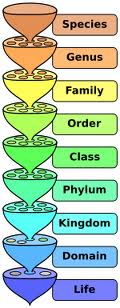 Species
Genus
Family
Order
Class
Phylum
Kingdom
Domain
Life